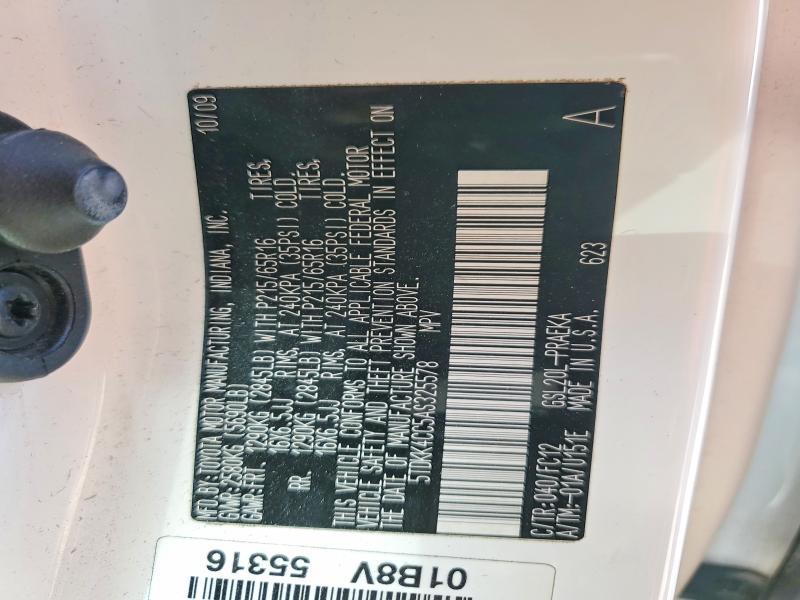 MFD.BY:TOYOTA MOTOR MANUFACTURING, INDIANA, INC. 10/09
GVWR:2580KG (5690LB)
GAWR:FRT. 1290KG (2845LB) WITH P215/65R16 TIRES,
16X6.5J RIMS, AT 240KPA (35PSI) COLD.
RR. 1290KG (2845LB) WITH P215/65R16 TIRES,
16X6.5J RIMS, AT 240KPA (35PSI) COLD.
THIS VEHICLE CONFORMS TO ALL APPLICABLE FEDERAL MOTOR
VEHICLE SAFETY AND THEFT PREVENTION STANDARDS IN EFFECT ON
THE DATE OF MANUFACTURE SHOWN ABOVE.
5TDKK4CC5AS325578 MPV
C/TR:040/FC12 GSL20L-PRAEKA 623
A/TM:-01A/U151E MADE IN U.S.A. A
55316
01B8V